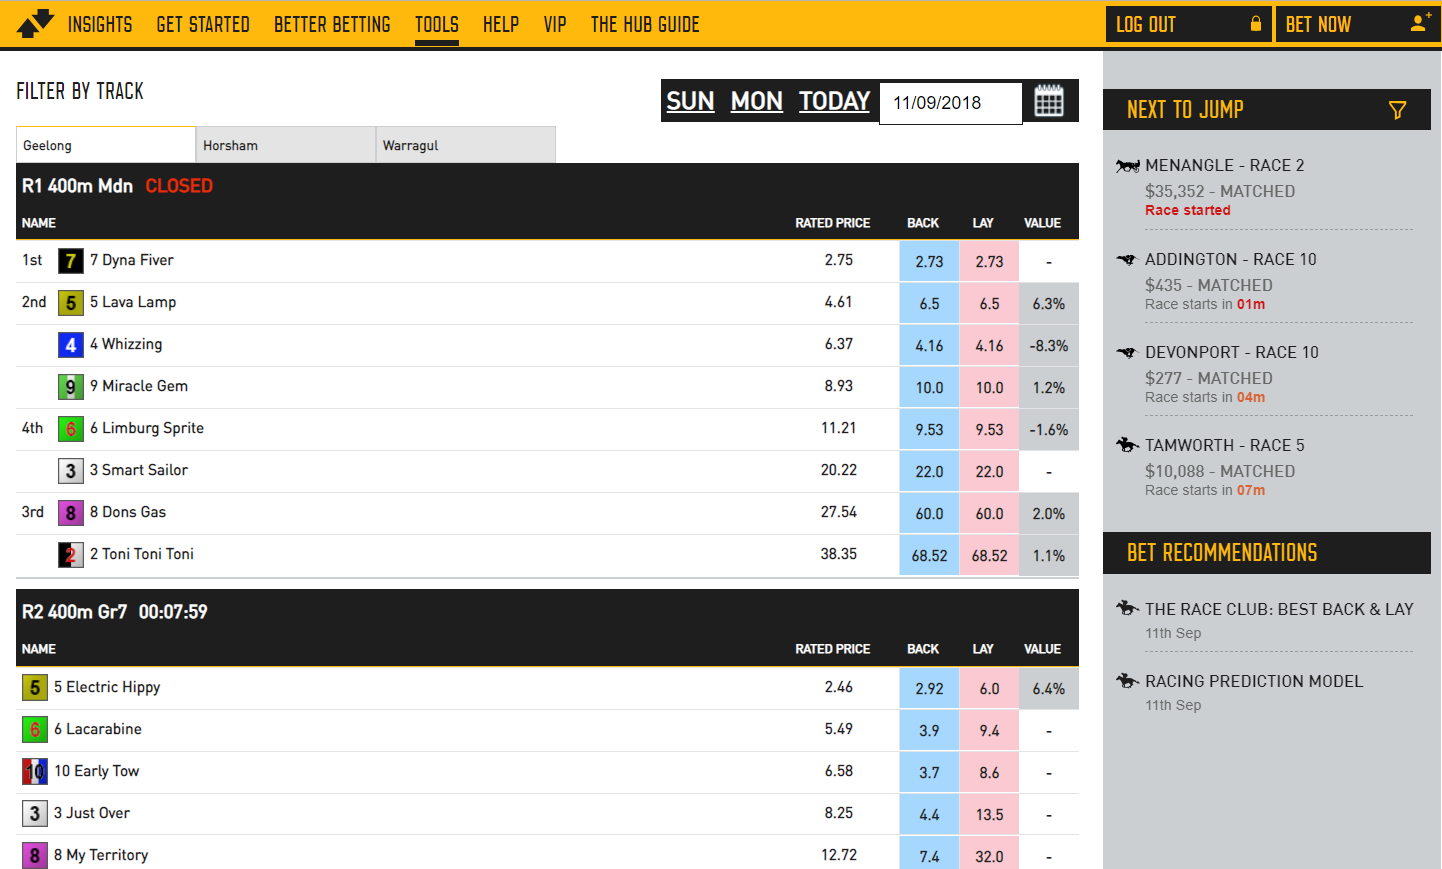 INSIGHTS GET STARTED BETTER BETTING TOOLS HELP VIP THE HUB GUIDE LOG OUT BET NOW
FILTER BY TRACK
SUN MON TODAY 11/09/2018
Geelong Horsham Warragul
R1 400m Mdn CLOSED
NAME RATED PRICE BACK LAY VALUE
1st 7 7 Dyna Fiver 2.75 2.73 2.73 -
2nd 5 5 Lava Lamp 4.61 6.5 6.5 6.3%
4 4 Whizzing 6.37 4.16 4.16 -8.3%
9 9 Miracle Gem 8.93 10.0 10.0 1.2%
4th 6 6 Limburg Sprite 11.21 9.53 9.53 -1.6%
3 3 Smart Sailor 20.22 22.0 22.0 -
3rd 8 8 Dons Gas 27.54 60.0 60.0 2.0%
2 2 Toni Toni Toni 38.35 68.52 68.52 1.1%
R2 400m Gr7 00:07:59
NAME RATED PRICE BACK LAY VALUE
5 5 Electric Hippy 2.46 2.92 6.0 6.4%
6 6 Lacarabine 5.49 3.9 9.4 -
10 10 Early Tow 6.58 3.7 8.6 -
3 3 Just Over 8.25 4.4 13.5 -
8 8 My Territory 12.72 7.4 32.0 -
NEXT TO JUMP
MENANGLE - RACE 2
$35,352 - MATCHED
Race started
ADDINGTON - RACE 10
$435 - MATCHED
Race starts in 01m
DEVONPORT - RACE 10
$277 - MATCHED
Race starts in 04m
TAMWORTH - RACE 5
$10,088 - MATCHED
Race starts in 07m
BET RECOMMENDATIONS
THE RACE CLUB: BEST BACK & LAY
11th Sep
RACING PREDICTION MODEL
11th Sep